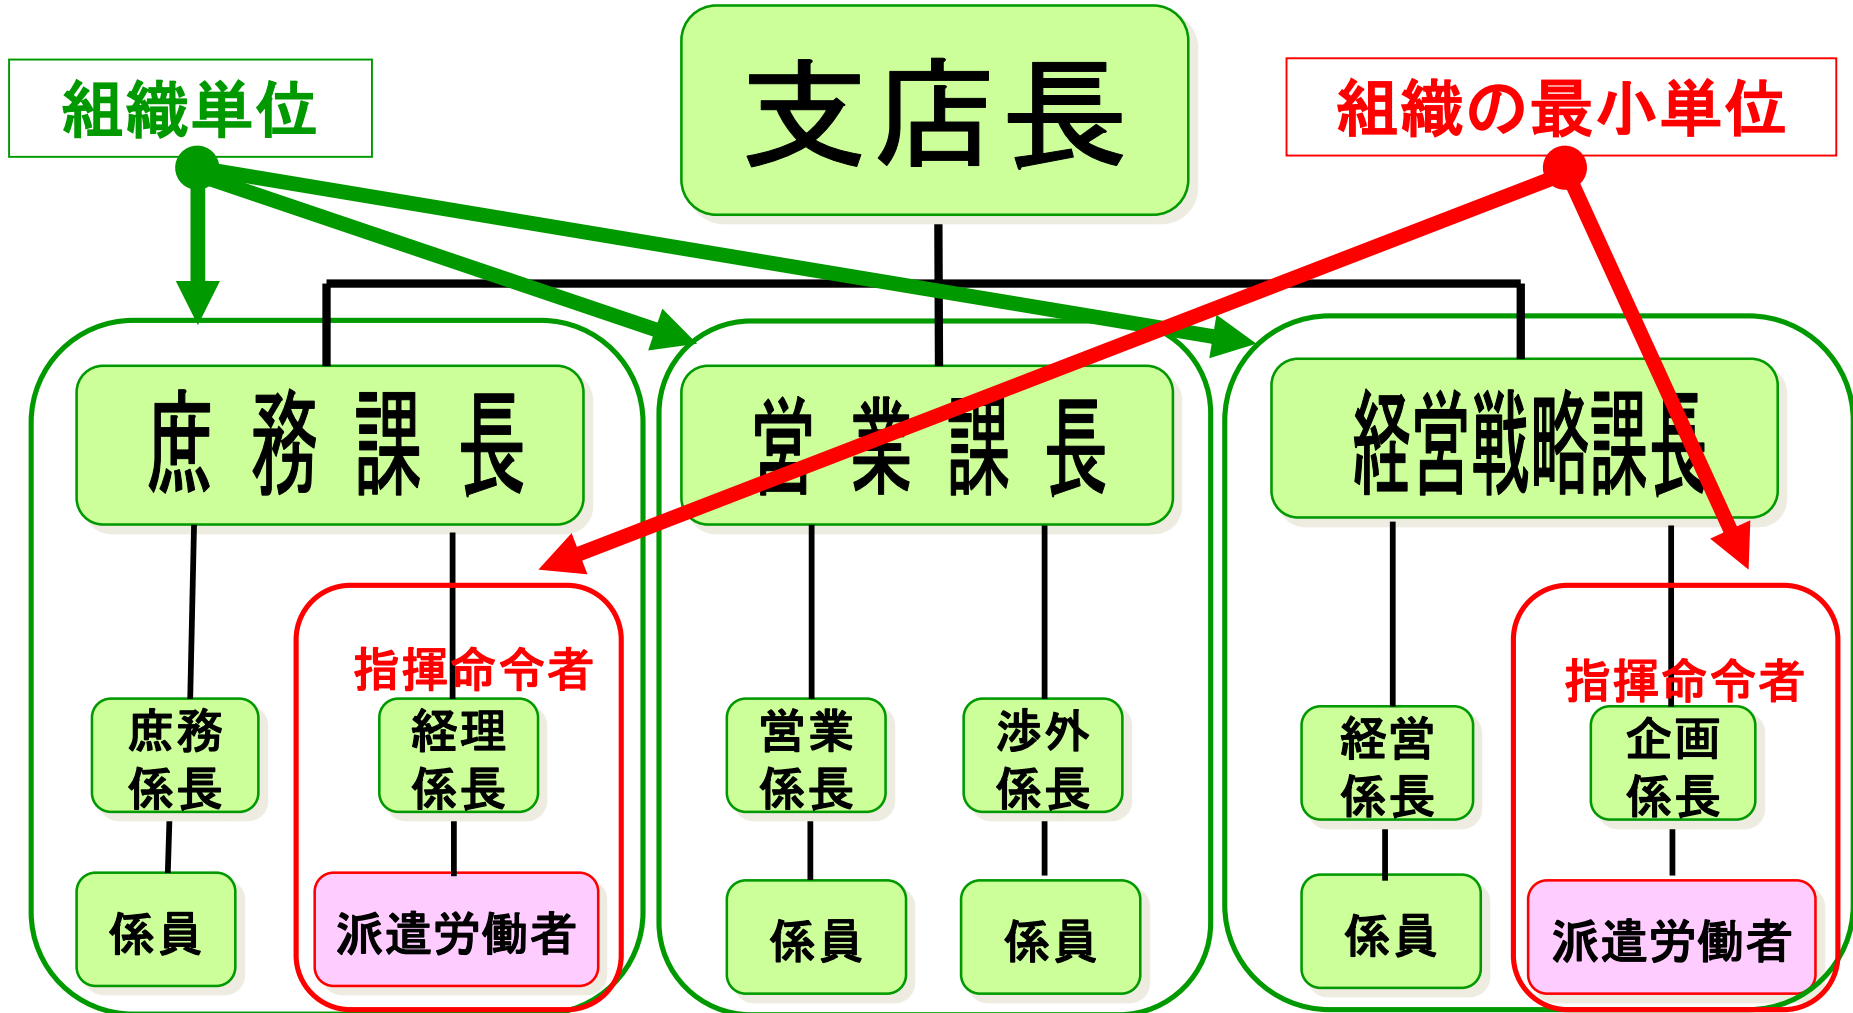 支店長
組織単位
組織の最小単位
庶務課長
営業課長
経営戦略課長
指揮命令者
指揮命令者
庶務
係長
経理
係長
営業
係長
渉外
係長
経営
係長
企画
係長
係員
派遣労働者
係員
係員
係員
派遣労働者